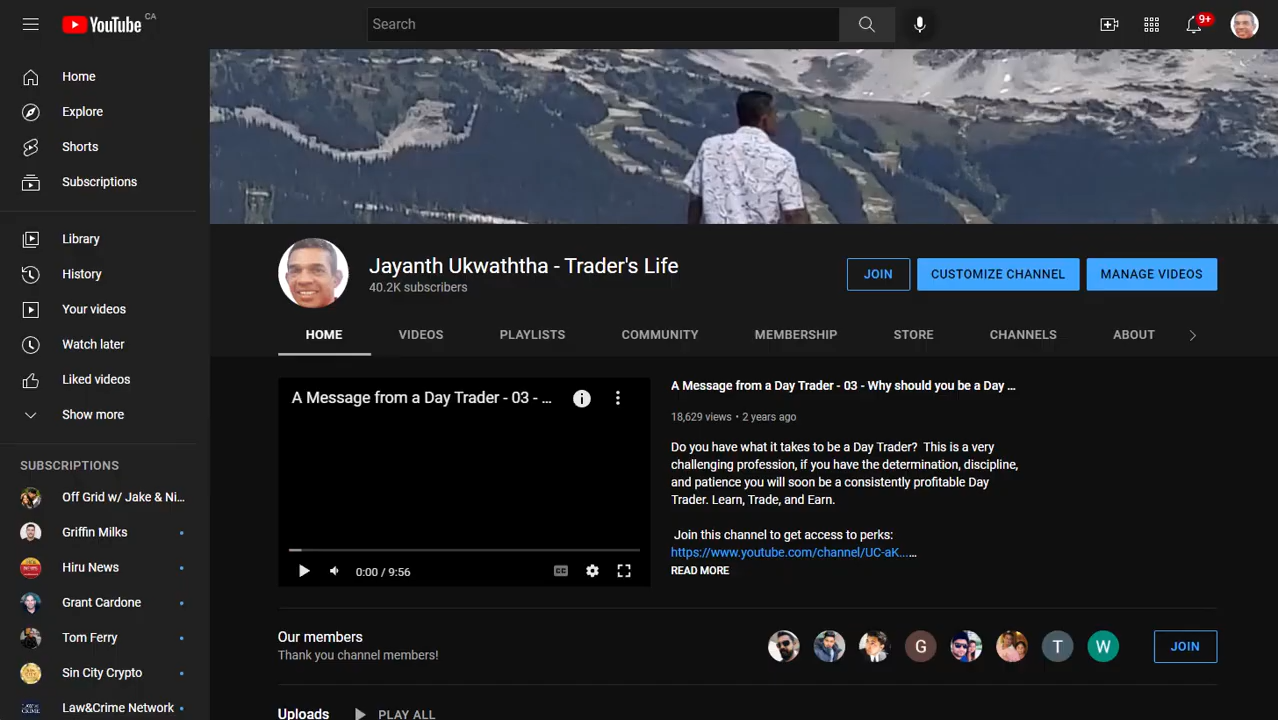 YouTube CA
Search
9+
Home
Explore
Shorts
Subscriptions
Library
History
Your videos
Watch later
Liked videos
Show more
SUBSCRIPTIONS
Off Grid w/ Jake & Ni...
Griffin Milks
Hiru News
Grant Cardone
Tom Ferry
Sin City Crypto
Law&Crime Network
Jayanth Ukwaththa - Trader's Life
40.2K subscribers
JOIN
CUSTOMIZE CHANNEL
MANAGE VIDEOS
HOME
VIDEOS
PLAYLISTS
COMMUNITY
MEMBERSHIP
STORE
CHANNELS
ABOUT
A Message from a Day Trader - 03 - ...
0:00 / 9:56
A Message from a Day Trader - 03 - Why should you be a Day ...
18,629 views • 2 years ago
Do you have what it takes to be a Day Trader?  This is a very
challenging profession, if you have the determination, discipline,
and patience you will soon be a consistently profitable Day
Trader. Learn, Trade, and Earn.
Join this channel to get access to perks:
https://www.youtube.com/channel/UC-aK...…
READ MORE
Our members
Thank you channel members!
G
T
W
JOIN
Uploads
PLAY ALL